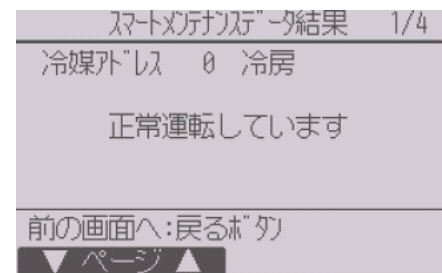 スマートメンテナンスデータ結果 1/4
冷媒アドレス 0 冷房
正常運転しています
前の画面へ:戻るボタン
▼ ページ ▲